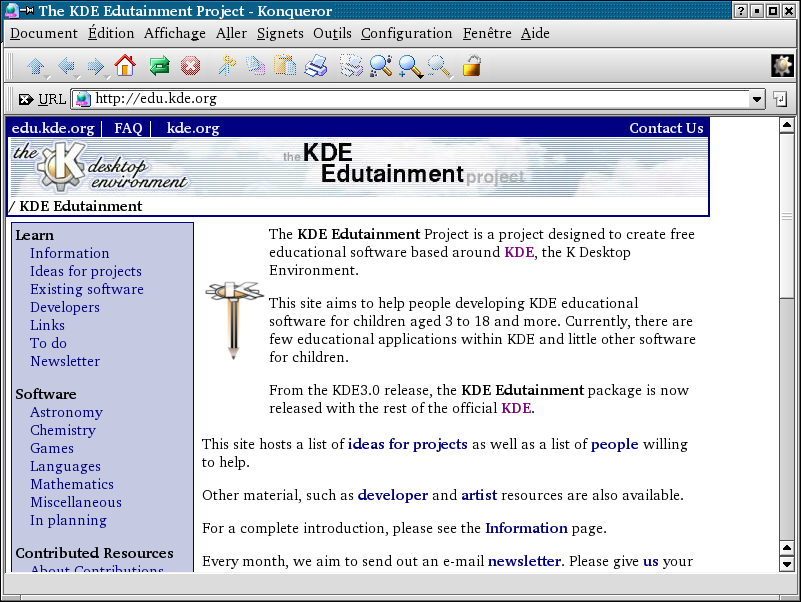 The KDE Edutainment Project - Konqueror
Document Édition Affichage Aller Signets Outils Configuration Fenêtre Aide
URL http://edu.kde.org
edu.kde.org | FAQ | kde.org Contact Us
the K desktop environment
the KDE Edutainment project
/ KDE Edutainment
Learn
Information
Ideas for projects
Existing software
Developers
Links
To do
Newsletter
Software
Astronomy
Chemistry
Games
Languages
Mathematics
Miscellaneous
In planning
Contributed Resources
About Contributions
The KDE Edutainment Project is a project designed to create free
educational software based around KDE, the K Desktop
Environment.
This site aims to help people developing KDE educational
software for children aged 3 to 18 and more. Currently, there are
few educational applications within KDE and little other software
for children.
From the KDE3.0 release, the KDE Edutainment package is now
released with the rest of the official KDE.
This site hosts a list of ideas for projects as well as a list of people willing
to help.
Other material, such as developer and artist resources are also available.
For a complete introduction, please see the Information page.
Every month, we aim to send out an e-mail newsletter. Please give us your